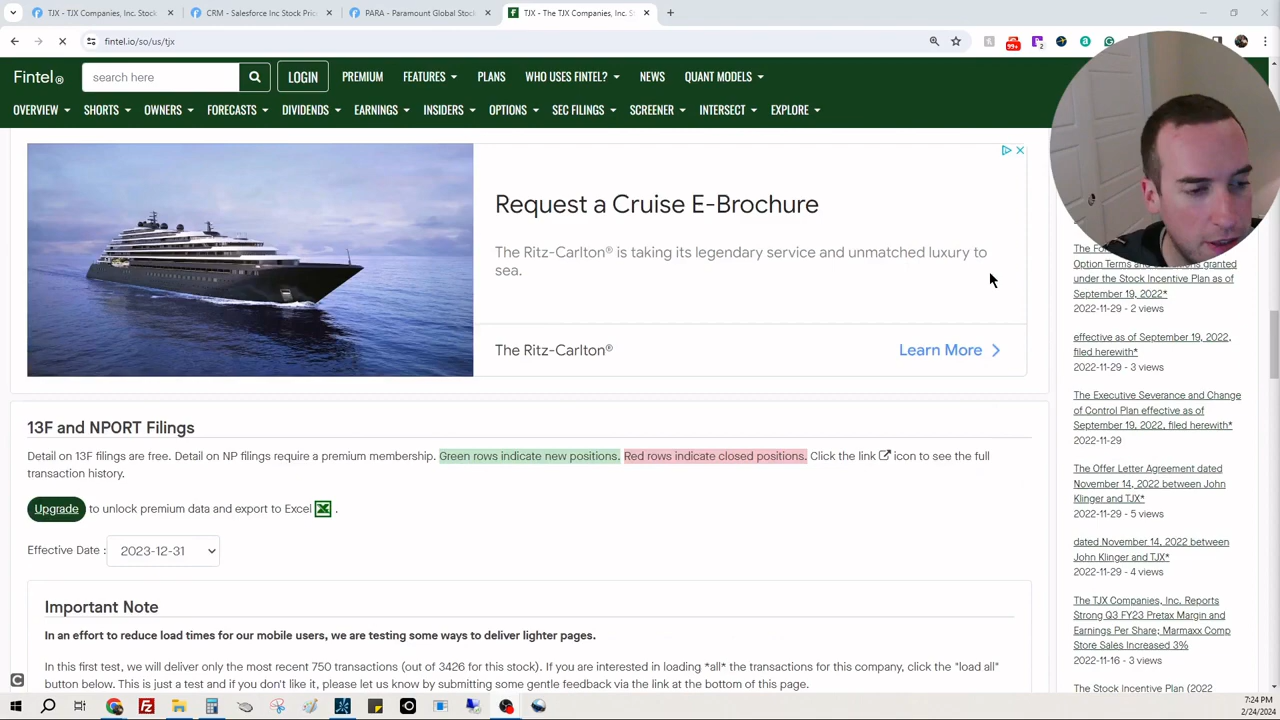 TJX - TJX Companies, Inc. Stoc
CRM - Salesforce Inc Stock Pric
PARA - Paramount Global Stock
TJX - The TJX Companies, Inc. S
fintel.io/so/us/tjx
99+
2
Fintel®
search here
LOGIN
PREMIUM
FEATURES
PLANS
WHO USES FINTEL?
NEWS
QUANT MODELS
OVERVIEW
SHORTS
OWNERS
FORECASTS
DIVIDENDS
EARNINGS
INSIDERS
OPTIONS
SEC FILINGS
SCREENER
INTERSECT
EXPLORE
Request a Cruise E-Brochure
The Ritz-Carlton® is taking its legendary service and unmatched luxury to
sea.
The Ritz-Carlton®
Learn More
13F and NPORT Filings
Detail on 13F filings are free. Detail on NP filings require a premium membership. Green rows indicate new positions. Red rows indicate closed positions. Click the link icon to see the full
transaction history.
Upgrade to unlock premium data and export to Excel .
Effective Date : 2023-12-31
Important Note
In an effort to reduce load times for our mobile users, we are testing some ways to deliver lighter pages.
In this first test, we will deliver only the most recent 750 transactions (out of 3426 for this stock). If you are interested in loading *all* the transactions for this company, click the "load all"
button below. This is just a test and if you don't like it, please let us know by submitting some gentle feedback via the link at the bottom of this page.
The
Option Terms and granted
under the Stock Incentive Plan as of
September 19, 2022*
2022-11-29 - 2 views
effective as of September 19, 2022,
filed herewith*
2022-11-29 - 3 views
The Executive Severance and Change
of Control Plan effective as of
September 19, 2022, filed herewith*
2022-11-29
The Offer Letter Agreement dated
November 14, 2022 between John
Klinger and TJX*
2022-11-29 - 5 views
dated November 14, 2022 between
John Klinger and TJX*
2022-11-29 - 4 views
The TJX Companies, Inc. Reports
Strong Q3 FY23 Pretax Margin and
Earnings Per Share; Marmaxx Comp
Store Sales Increased 3%
2022-11-16 - 3 views
The Stock Incentive Plan (2022
7:24 PM
2/24/2024